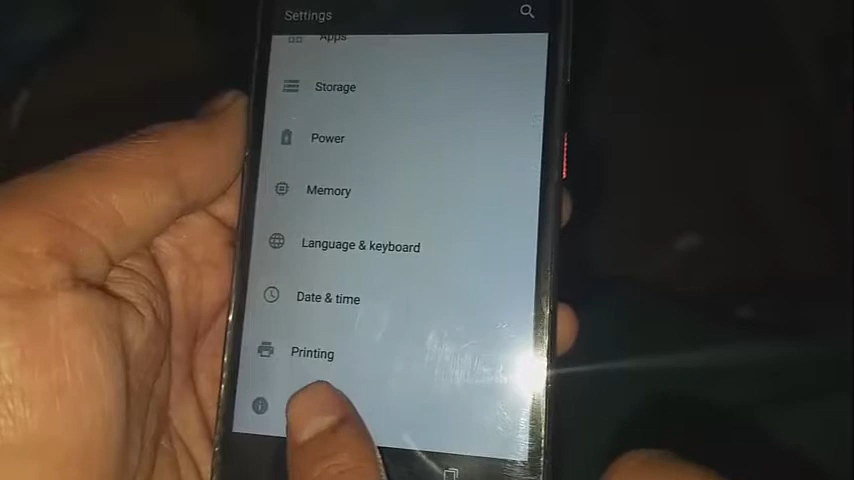 Settings
Apps
Storage
Power
Memory
Language & keyboard
Date & time
Printing